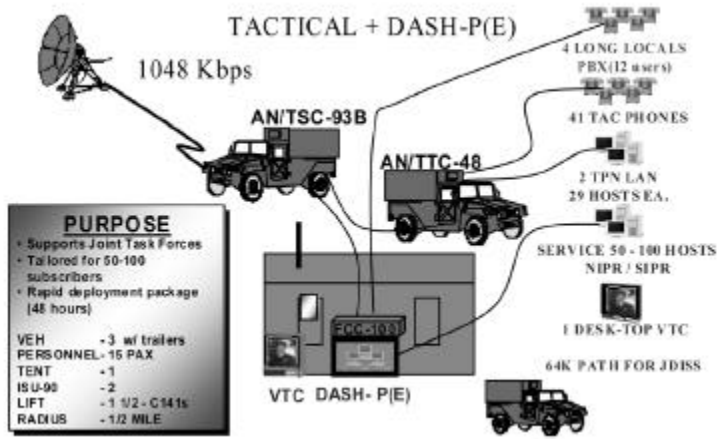 TACTICAL + DASH-P(E)
1048 Kbps
AN/TSC-93B
AN/TTC-48
4 LONG LOCALS
PBX(12 users)
41 TAC PHONES
2 TPN LAN
29 HOSTS EA.
SERVICE 50 - 100 HOSTS
NIPR / SIPR
1 DESK-TOP VTC
64K PATH FOR JDISS
PURPOSE
• Supports Joint Task Forces
• Tailored for 50-100
subscribers
• Rapid deployment package
(48 hours)
VEH - 3 w/ trailers
PERSONNEL- 15 PAX
TENT - 1
ISU-90 - 2
LIFT - 1 1/2 - C141s
RADIUS - 1/2 MILE
FCC-100
VTC DASH- P(E)